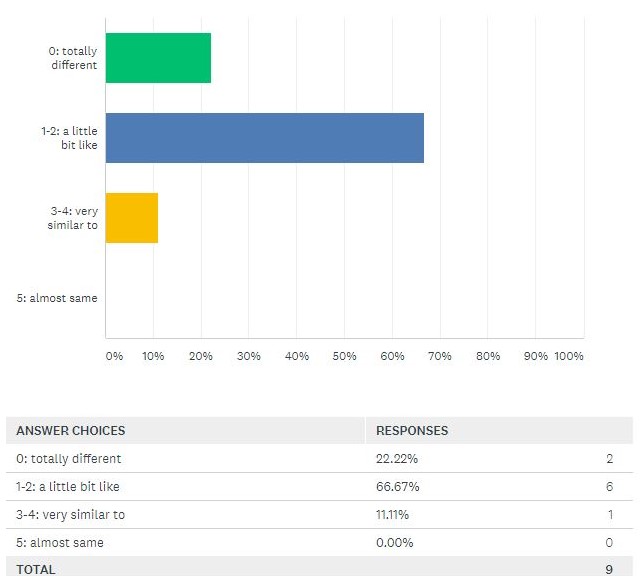 0: totally
different
1-2: a little
bit like
3-4: very
similar to
5: almost same
0% 10% 20% 30% 40% 50% 60% 70% 80% 90% 100%
ANSWER CHOICES RESPONSES
0: totally different 22.22% 2
1-2: a little bit like 66.67% 6
3-4: very similar to 11.11% 1
5: almost same 0.00% 0
TOTAL 9